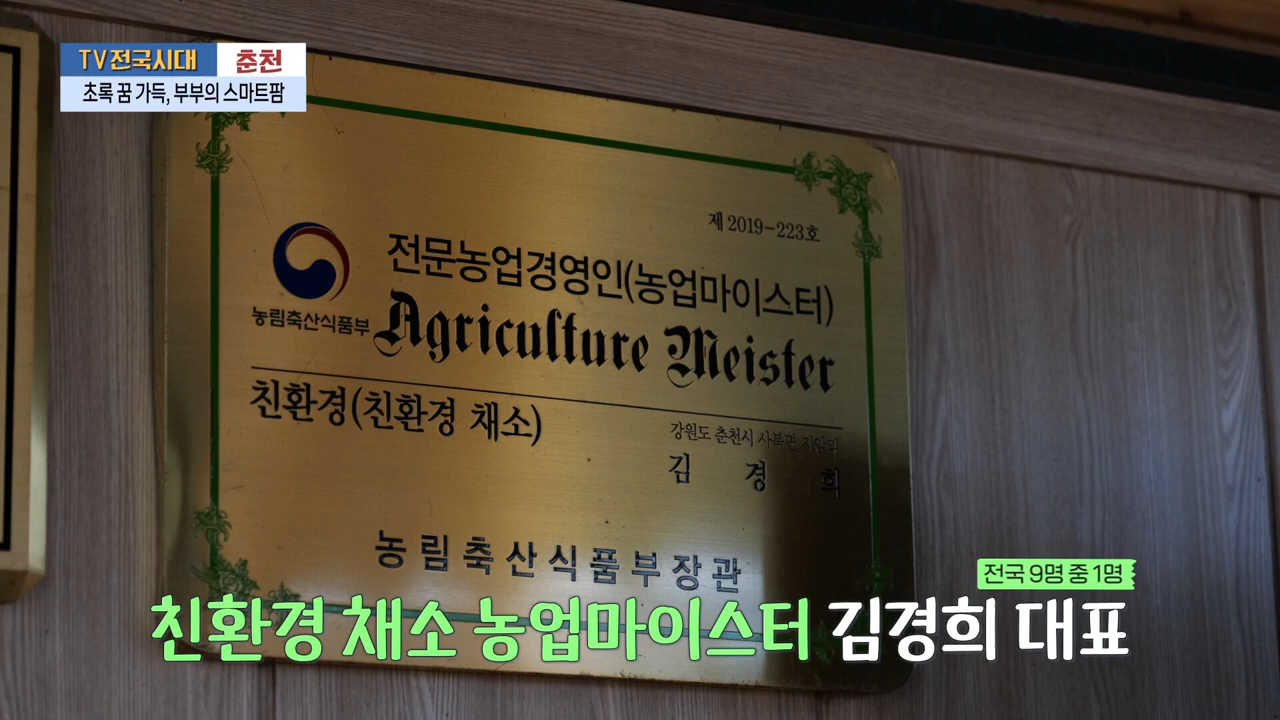 TV전국시대 춘천
초록 꿈 가득, 부부의 스마트팜
제 2019-223호
전문농업경영인(농업마이스터)
농림축산식품부
Agriculture Meister
친환경(친환경 채소)
강원도 춘천시 사북면 지암리
김 경 희
농림축산식품부장관
전국 9명 중 1명
친환경 채소 농업마이스터 김경희 대표